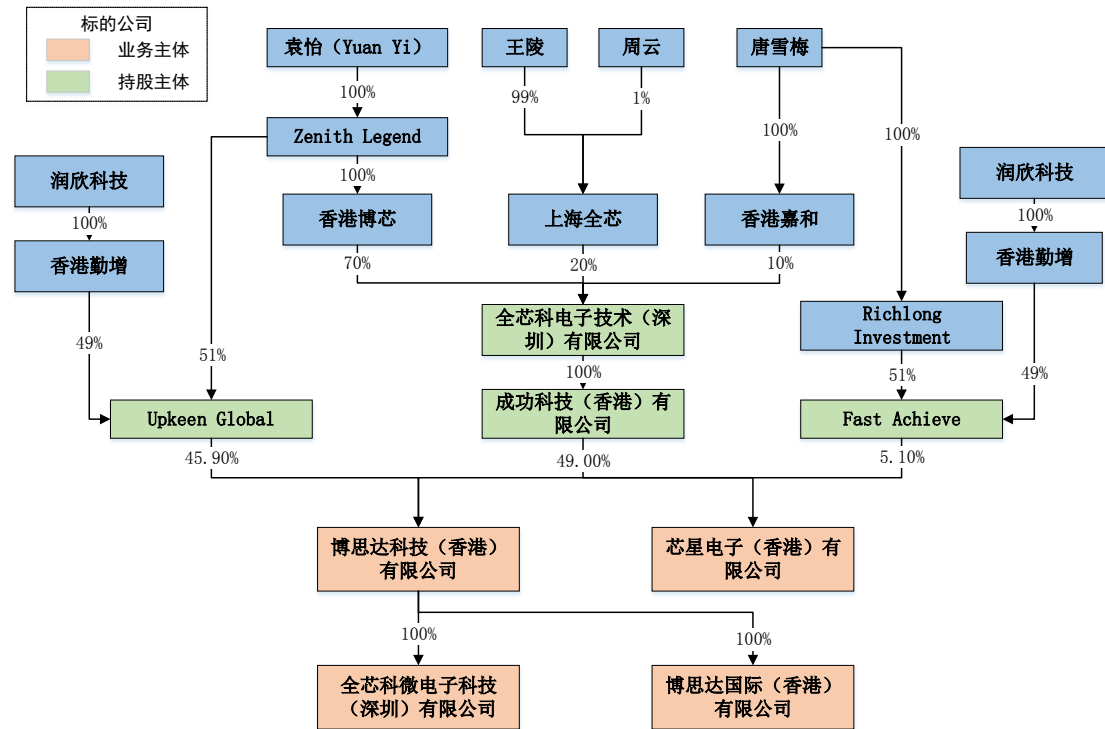 标的公司
业务主体
持股主体
袁怡（Yuan Yi）
王陵
周云
唐雪梅
100%
99%
1%
100%
100%
Zenith Legend
润欣科技
100%
润欣科技
100%
香港博芯
上海全芯
香港嘉和
100%
香港勤增
香港勤增
70%
20%
10%
全芯科电子技术（深
圳）有限公司
Richlong
Investment
49%
51%
100%
51%
49%
Upkeen Global
成功科技（香港）有
限公司
Fast Achieve
45.90%
49.00%
5.10%
博思达科技（香港）
有限公司
芯星电子（香港）有
限公司
100%
100%
全芯科微电子科技
（深圳）有限公司
博思达国际（香港）
有限公司